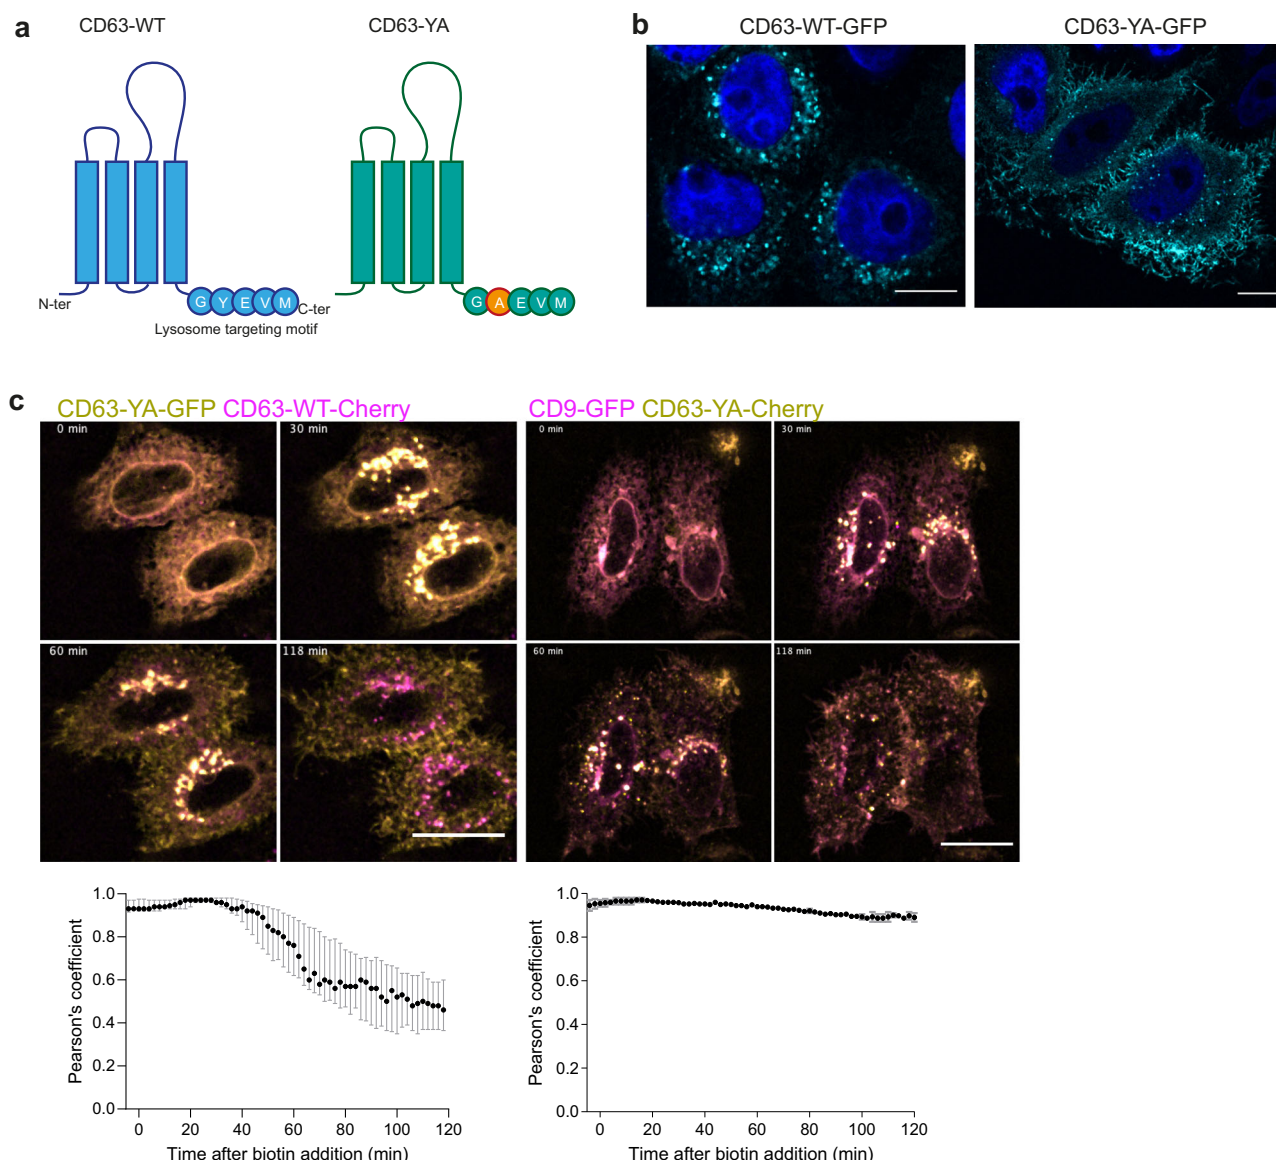 a
CD63-WT
CD63-YA
N-ter
G Y E V M
C-ter
Lysosome targeting motif
G A E V M
b
CD63-WT-GFP
CD63-YA-GFP
c
CD63-YA-GFP CD63-WT-Cherry
0 min
30 min
60 min
118 min
CD9-GFP CD63-YA-Cherry
0 min
30 min
60 min
118 min
Pearson's coefficient
1.0
0.8
0.6
0.4
0.2
0.0
0 20 40 60 80 100 120
Time after biotin addition (min)
Pearson's coefficient
1.0
0.8
0.6
0.4
0.2
0.0
0 20 40 60 80 100 120
Time after biotin addition (min)